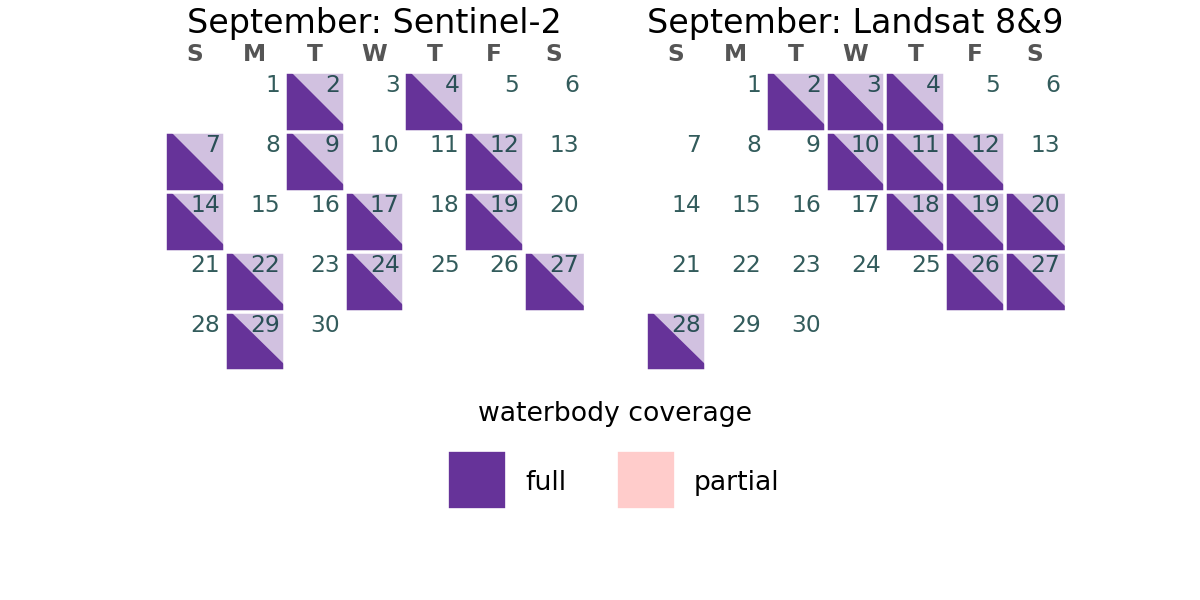 September: Sentinel-2
S M T W T F S
1 2 3 4 5 6
7 8 9 10 11 12 13
14 15 16 17 18 19 20
21 22 23 24 25 26 27
28 29 30
September: Landsat 8&9
S M T W T F S
1 2 3 4 5 6
7 8 9 10 11 12 13
14 15 16 17 18 19 20
21 22 23 24 25 26 27
28 29 30
waterbody coverage
full partial